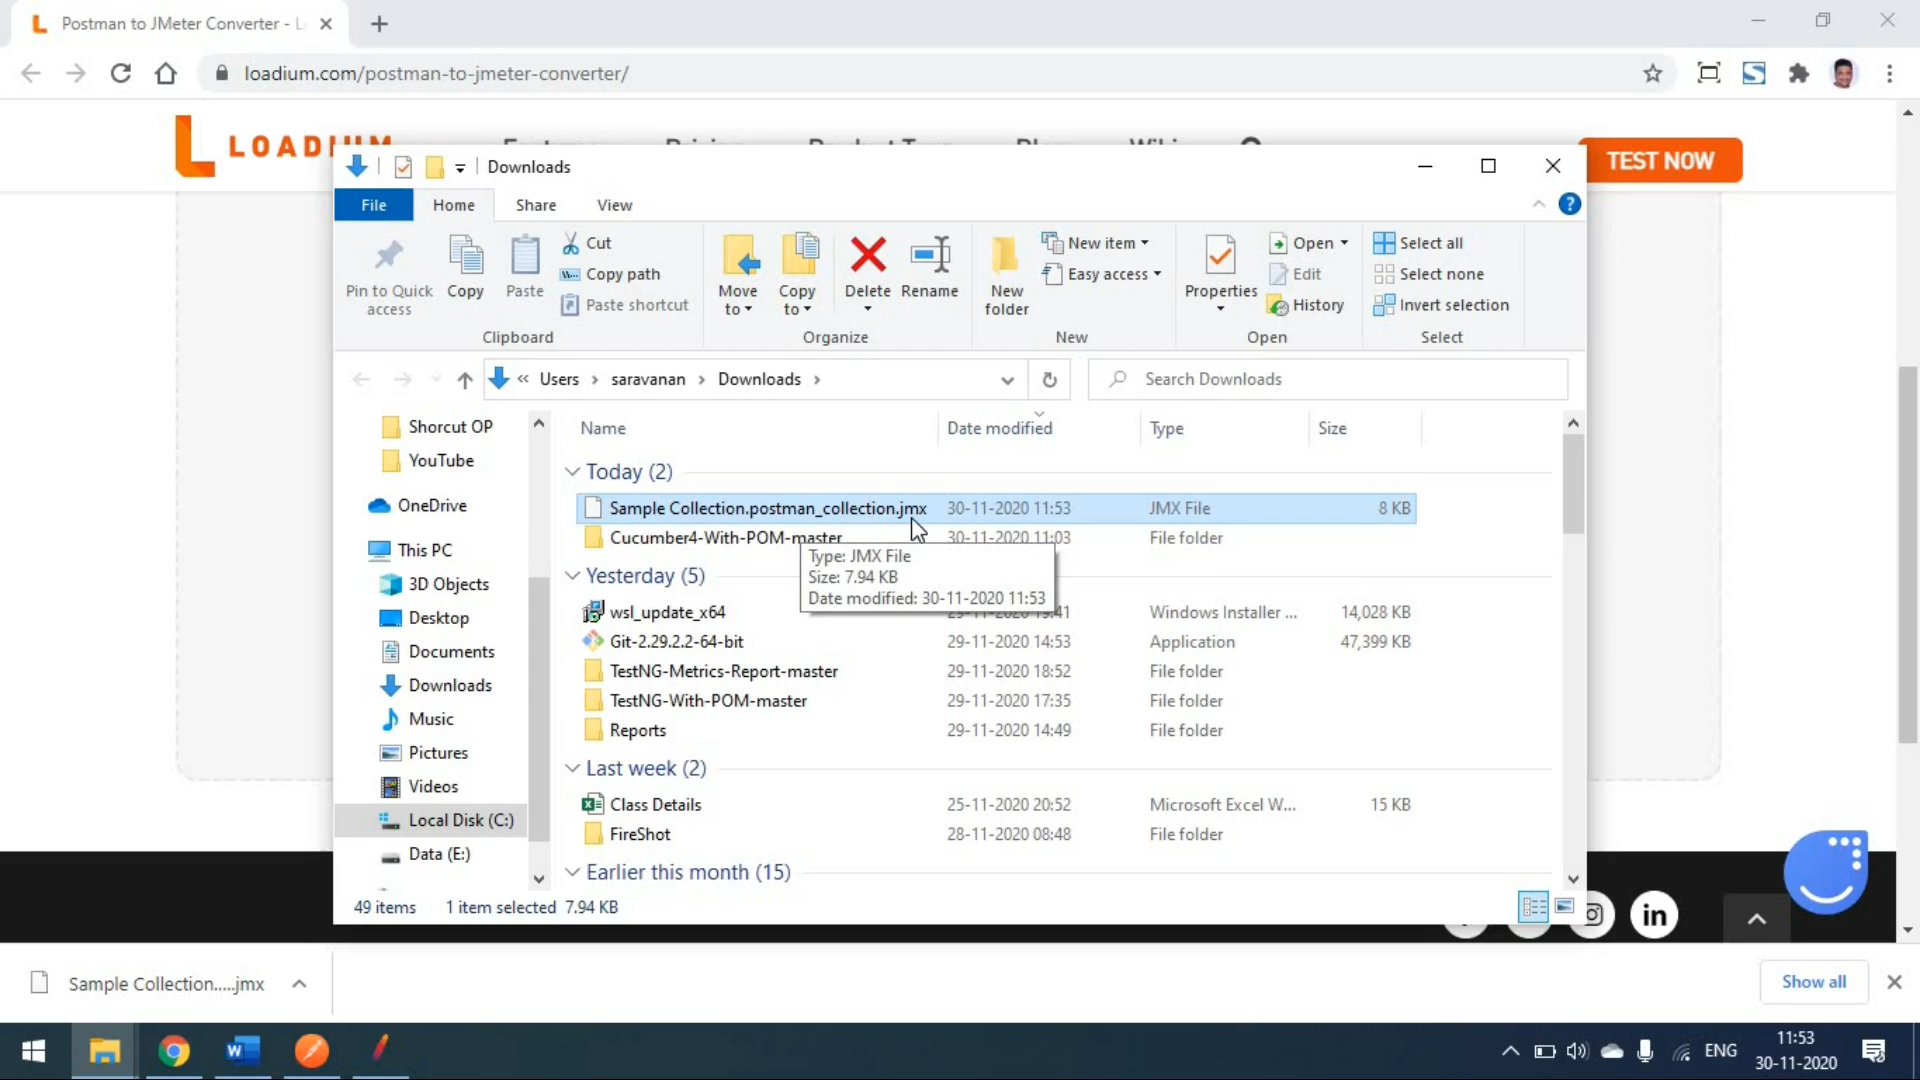 Postman to JMeter Converter - L
loadium.com/postman-to-jmeter-converter/
LOADIUM
TEST NOW
Downloads
File Home Share View
Pin to Quick access
Copy
Paste
Cut
Copy path
Paste shortcut
Clipboard
Move to
Copy to
Delete
Rename
Organize
New folder
New item
Easy access
New
Properties
Open
Edit
History
Open
Select all
Select none
Invert selection
Select
« Users > saravanan > Downloads >
Search Downloads
Shorcut OP
YouTube
OneDrive
This PC
3D Objects
Desktop
Documents
Downloads
Music
Pictures
Videos
Local Disk (C:)
Data (E:)
Name Date modified Type Size
Today (2)
Sample Collection.postman_collection.jmx 30-11-2020 11:53 JMX File 8 KB
Cucumber4-With-POM-master 30-11-2020 11:03 File folder
Type: JMX File
Size: 7.94 KB
Date modified: 30-11-2020 11:53
Yesterday (5)
wsl_update_x64 Windows Installer ... 14,028 KB
Git-2.29.2.2-64-bit 29-11-2020 14:53 Application 47,399 KB
TestNG-Metrics-Report-master 29-11-2020 18:52 File folder
TestNG-With-POM-master 29-11-2020 17:35 File folder
Reports 29-11-2020 14:49 File folder
Last week (2)
Class Details 25-11-2020 20:52 Microsoft Excel W... 15 KB
FireShot 28-11-2020 08:48 File folder
Earlier this month (15)
49 items 1 item selected 7.94 KB
in
Sample Collection.....jmx
Show all
ENG
11:53
30-11-2020